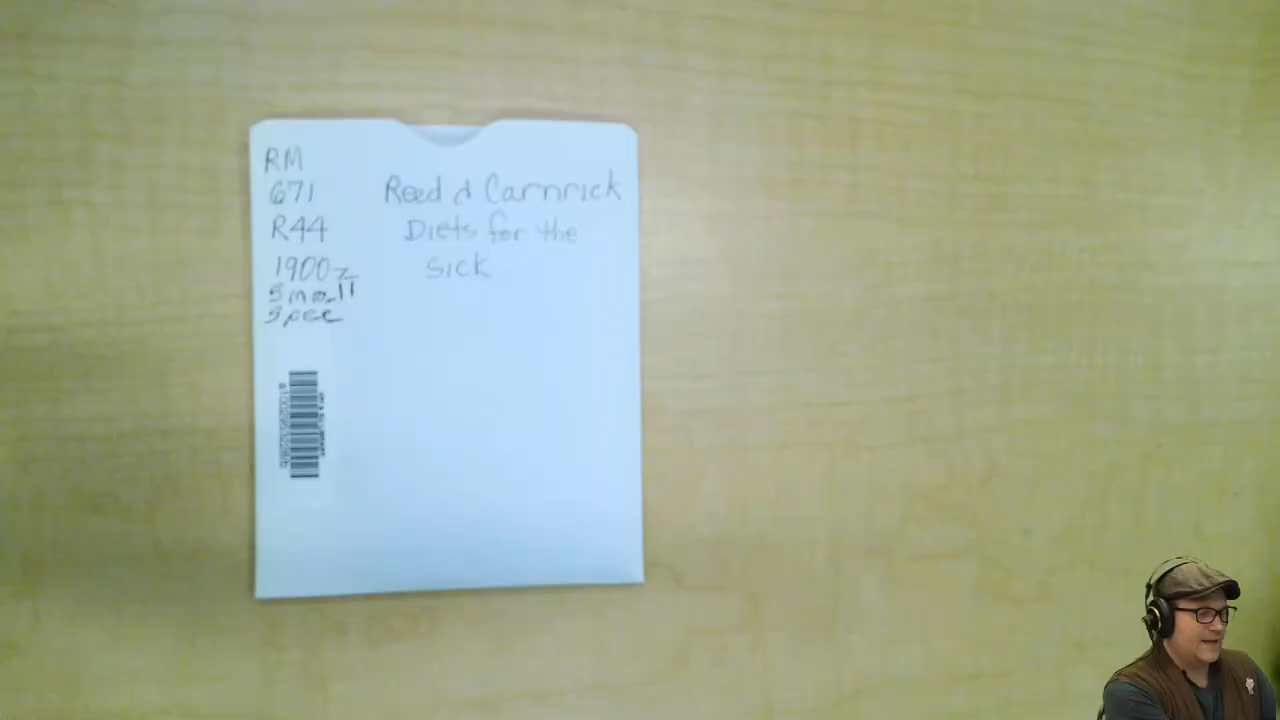 RM
671
R44
1900z
Small
Spec
Reed & Carnrick
Diets for the
sick